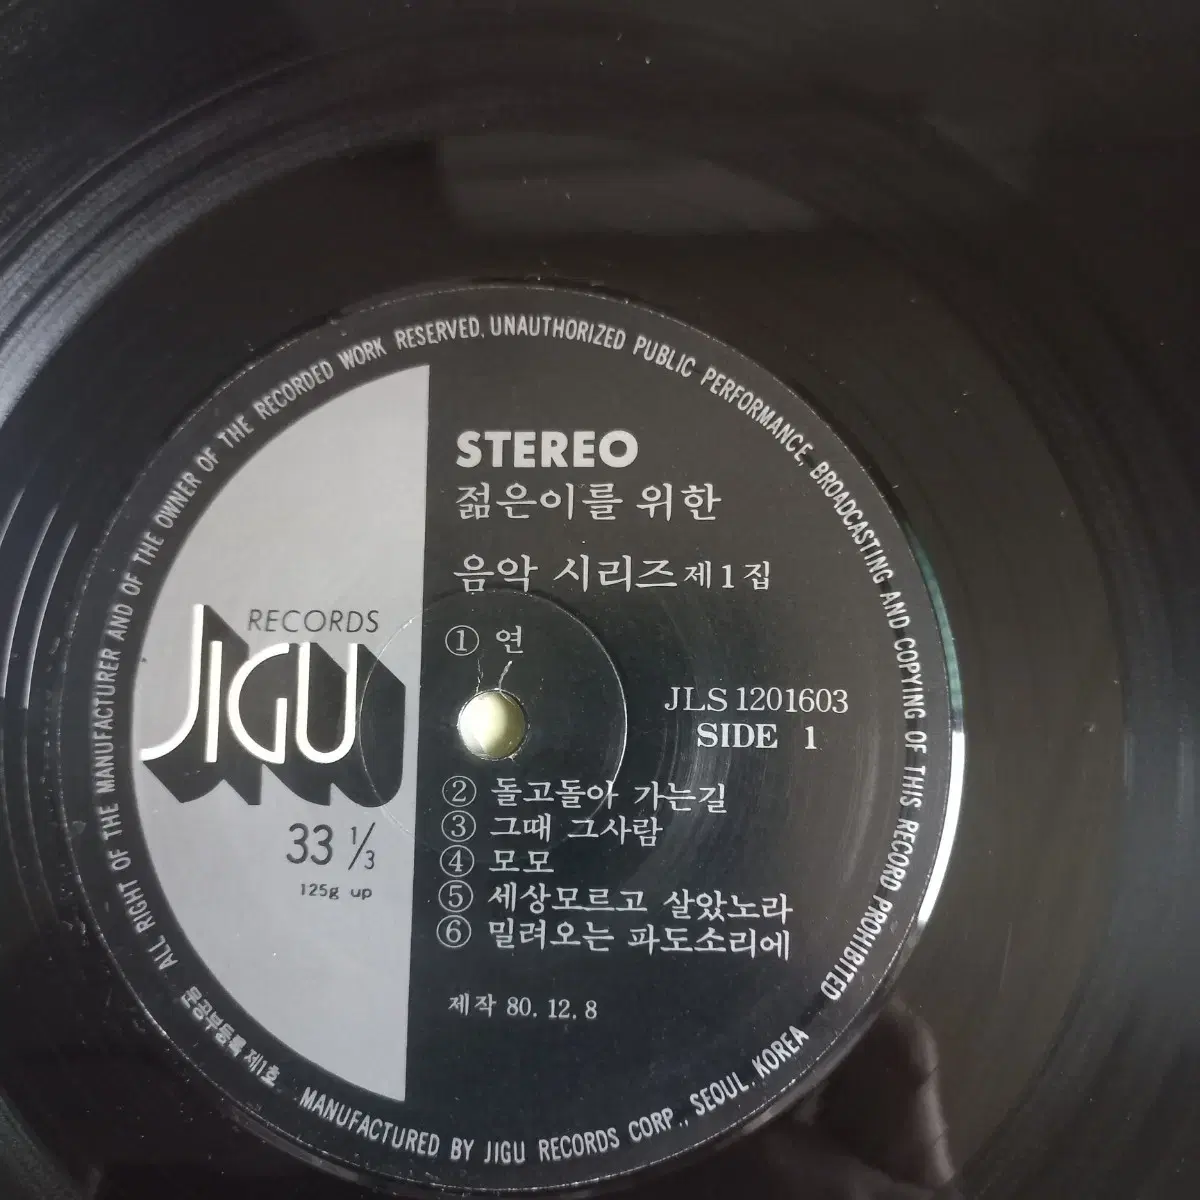 ALL RIGHT OF THE MANUFACTURER AND OF THE OWNER OF THE RECORDED WORK RESERVED, UNAUTHORIZED PUBLIC PERFORMANCE, BROADCASTING AND COPYING OF THIS RECORD PROHIBITED
STEREO
젊은이를 위한
음악 시리즈 제1집
RECORDS
JIGU
33 1/3
125g up
① 연
JLS 1201603
SIDE 1
② 돌고돌아 가는길
③ 그때 그사람
④ 모모
⑤ 세상모르고 살았노라
⑥ 밀려오는 파도소리에
제작 80. 12. 8
문공부등록 제1호
MANUFACTURED BY JIGU RECORDS CORP., SEOUL. KOREA